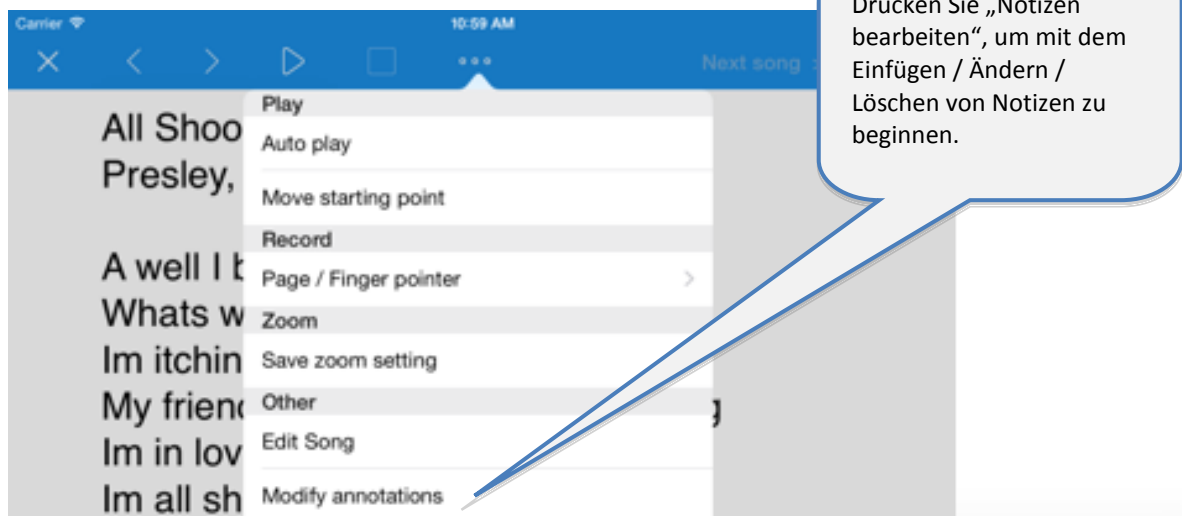 Carrier
10:59 AM
Next song
Drücken Sie „Notizen
bearbeiten“, um mit dem
Einfügen / Ändern /
Löschen von Notizen zu
beginnen.
All Shoo
Presley,
A well I b
Whats w
Im itchin
My friend
g
Im in lov
Im all sh
Play
Auto play
Move starting point
Record
Page / Finger pointer
Zoom
Save zoom setting
Other
Edit Song
Modify annotations